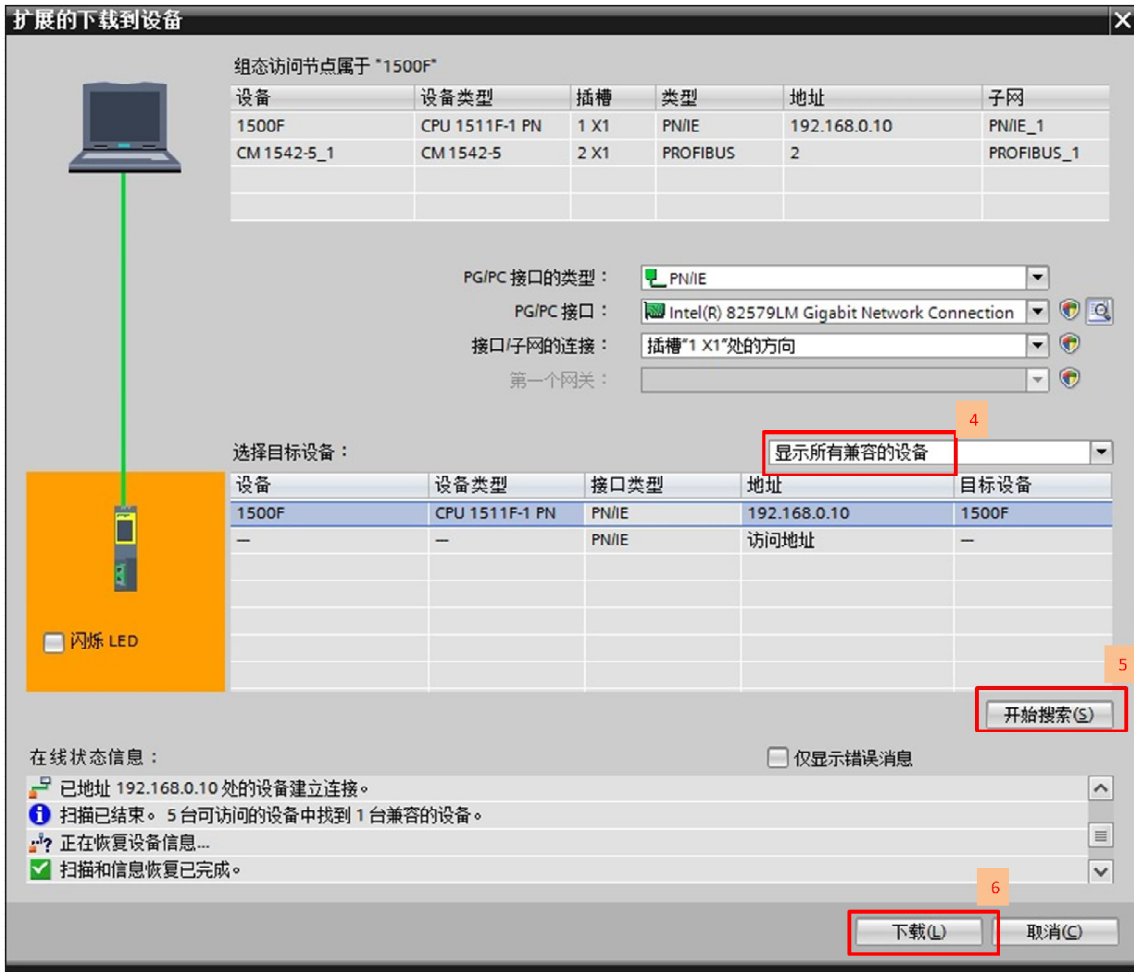 扩展的下载到设备
组态访问节点属于 "1500F"
设备 设备类型 插槽 类型 地址 子网
1500F CPU 1511F-1 PN 1 X1 PN/IE 192.168.0.10 PN/IE_1
CM 1542-5_1 CM 1542-5 2 X1 PROFIBUS 2 PROFIBUS_1
PG/PC 接口的类型： PN/IE
PG/PC 接口： Intel(R) 82579LM Gigabit Network Connection
接口/子网的连接： 插槽"1 X1"处的方向
第一个网关：
4
选择目标设备： 显示所有兼容的设备
设备 设备类型 接口类型 地址 目标设备
1500F CPU 1511F-1 PN PN/IE 192.168.0.10 1500F
— — PN/IE 访问地址 —
闪烁 LED
5
开始搜索(S)
在线状态信息： 仅显示错误消息
已地址 192.168.0.10 处的设备建立连接。
扫描已结束。 5 台可访问的设备中找到 1 台兼容的设备。
正在恢复设备信息...
扫描和信息恢复已完成。
6
下载(L) 取消(C)